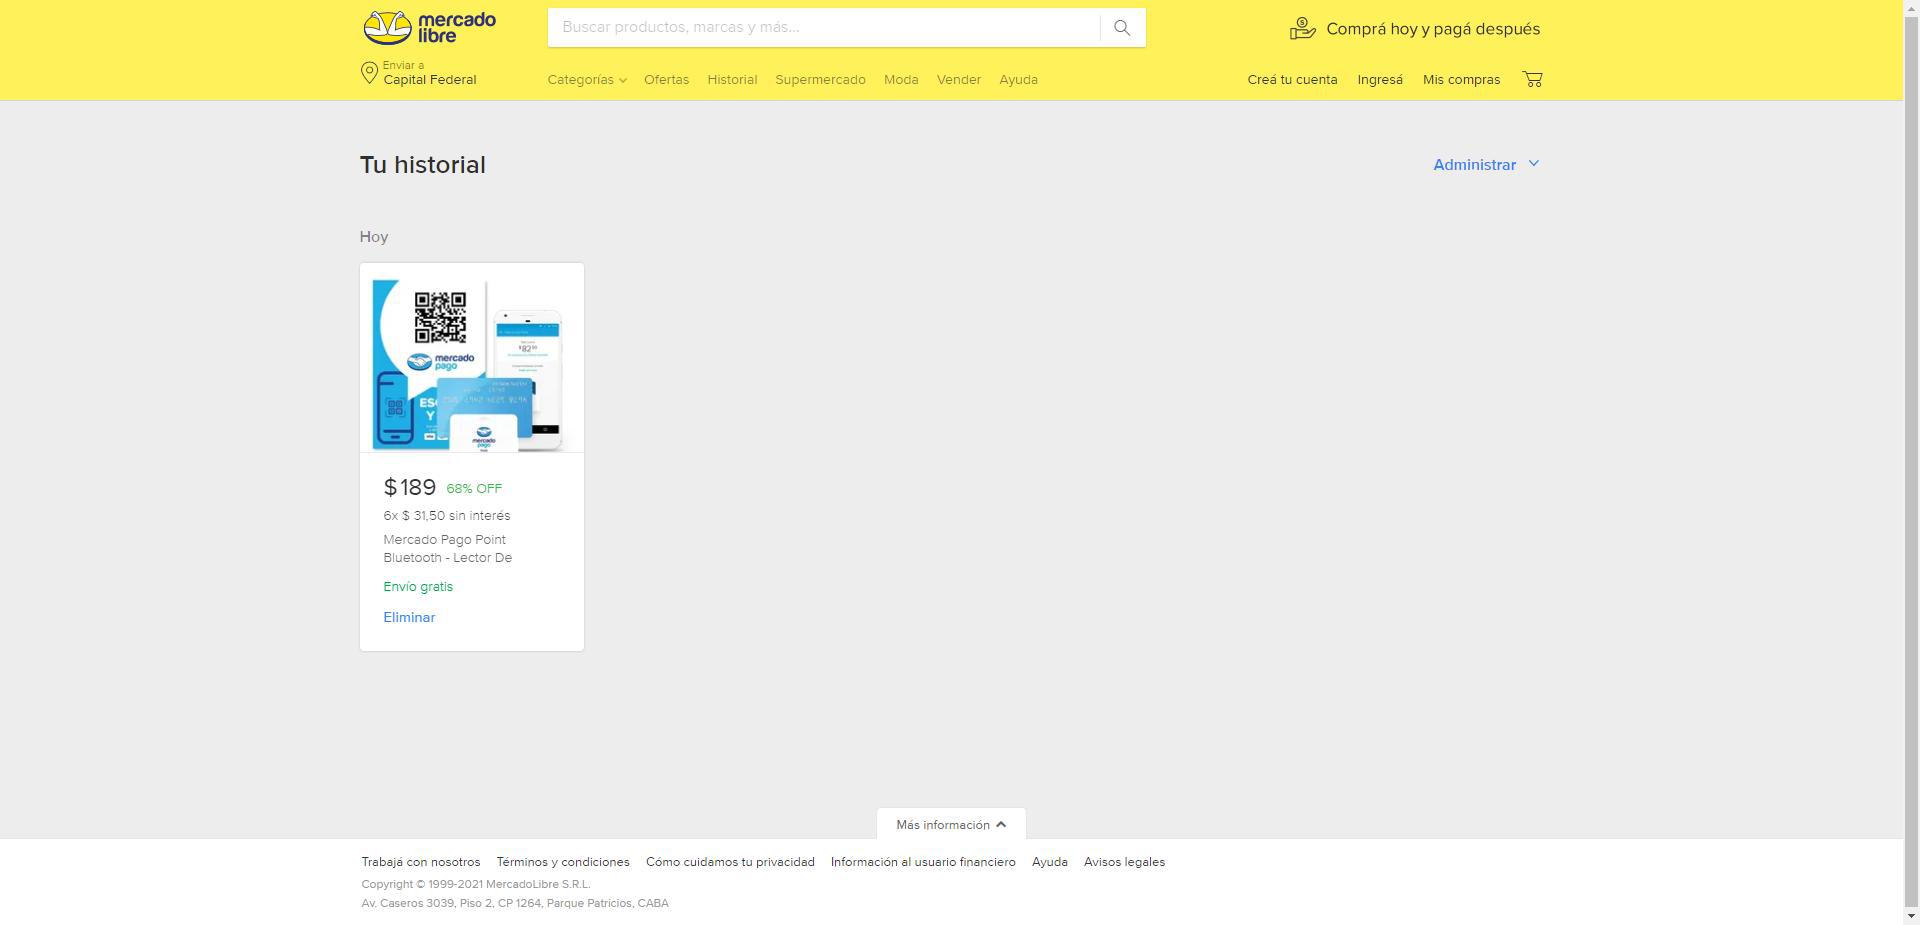 mercado
libre
Buscar productos, marcas y más...
Comprá hoy y pagá después
Enviar a
Capital Federal
Categorías
Ofertas
Historial
Supermercado
Moda
Vender
Ayuda
Creá tu cuenta
Ingresá
Mis compras
Tu historial
Administrar
Hoy
mercado
pago
mercado
pago
$ 189 68% OFF
6x $ 31,50 sin interés
Mercado Pago Point
Bluetooth - Lector De
Envío gratis
Eliminar
Más información
Trabajá con nosotros
Términos y condiciones
Cómo cuidamos tu privacidad
Información al usuario financiero
Ayuda
Avisos legales
Copyright © 1999-2021 MercadoLibre S.R.L.
Av. Caseros 3039, Piso 2, CP 1264, Parque Patricios, CABA